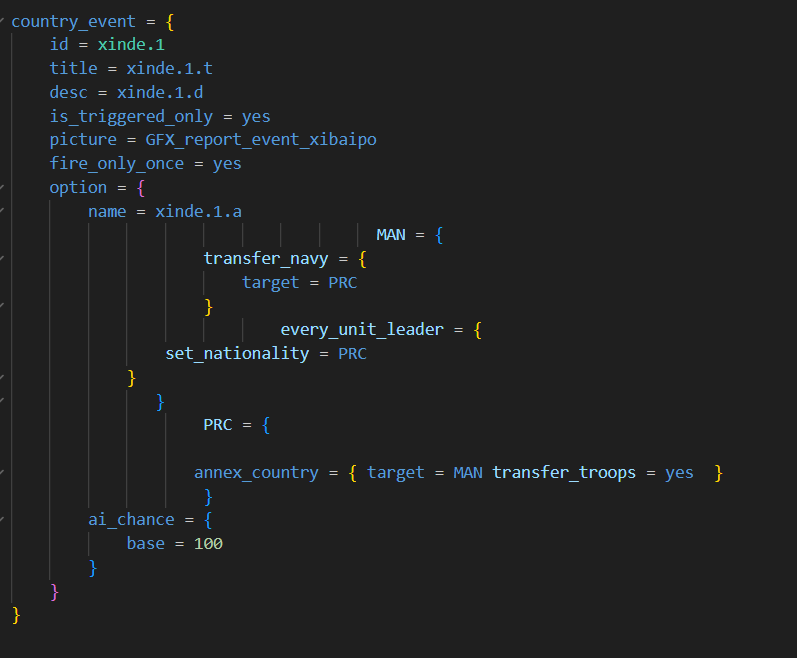 country_event = {
id = xinde.1
title = xinde.1.t
desc = xinde.1.d
is_triggered_only = yes
picture = GFX_report_event_xibaipo
fire_only_once = yes
option = {
name = xinde.1.a
MAN = {
transfer_navy = {
target = PRC
}
every_unit_leader = {
set_nationality = PRC
}
}
PRC = {
annex_country = { target = MAN transfer_troops = yes  }
}
ai_chance = {
base = 100
}
}
}